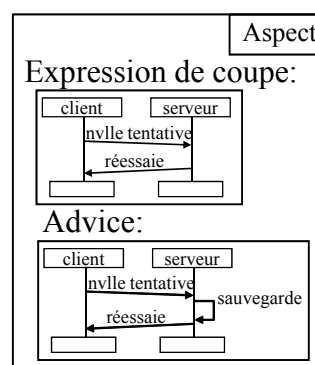 Aspect
Expression de coupe:
client serveur
nvlle tentative
réessaie
Advice:
client serveur
nvlle tentative
sauvegarde
réessaie